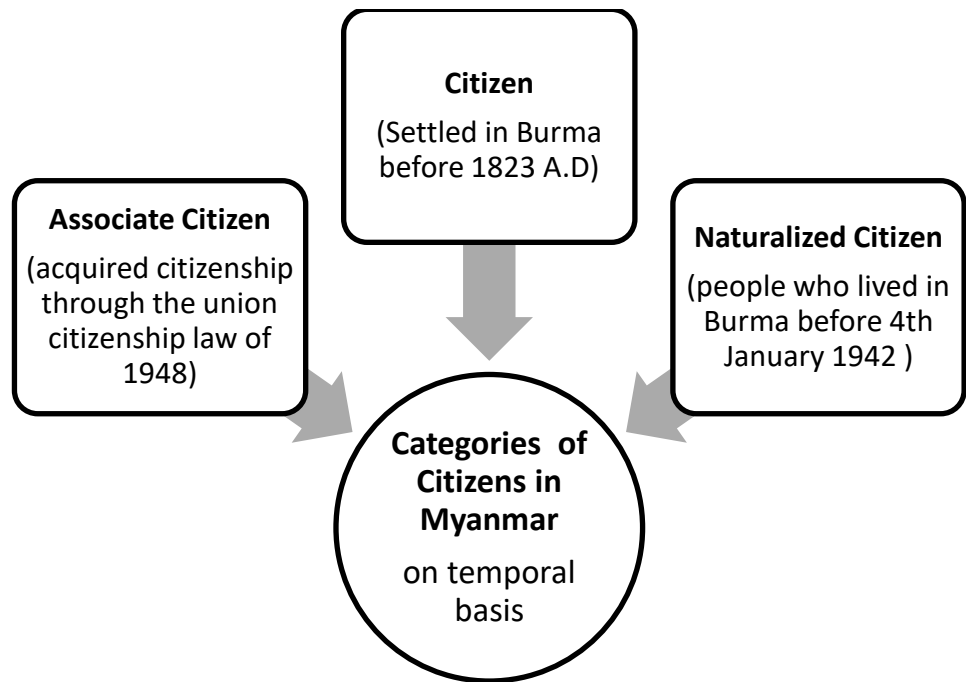 Citizen
(Settled in Burma
before 1823 A.D)
Associate Citizen
(acquired citizenship
through the union
citizenship law of
1948)
Naturalized Citizen
(people who lived in
Burma before 4th
January 1942 )
Categories of
Citizens in
Myanmar
on temporal
basis